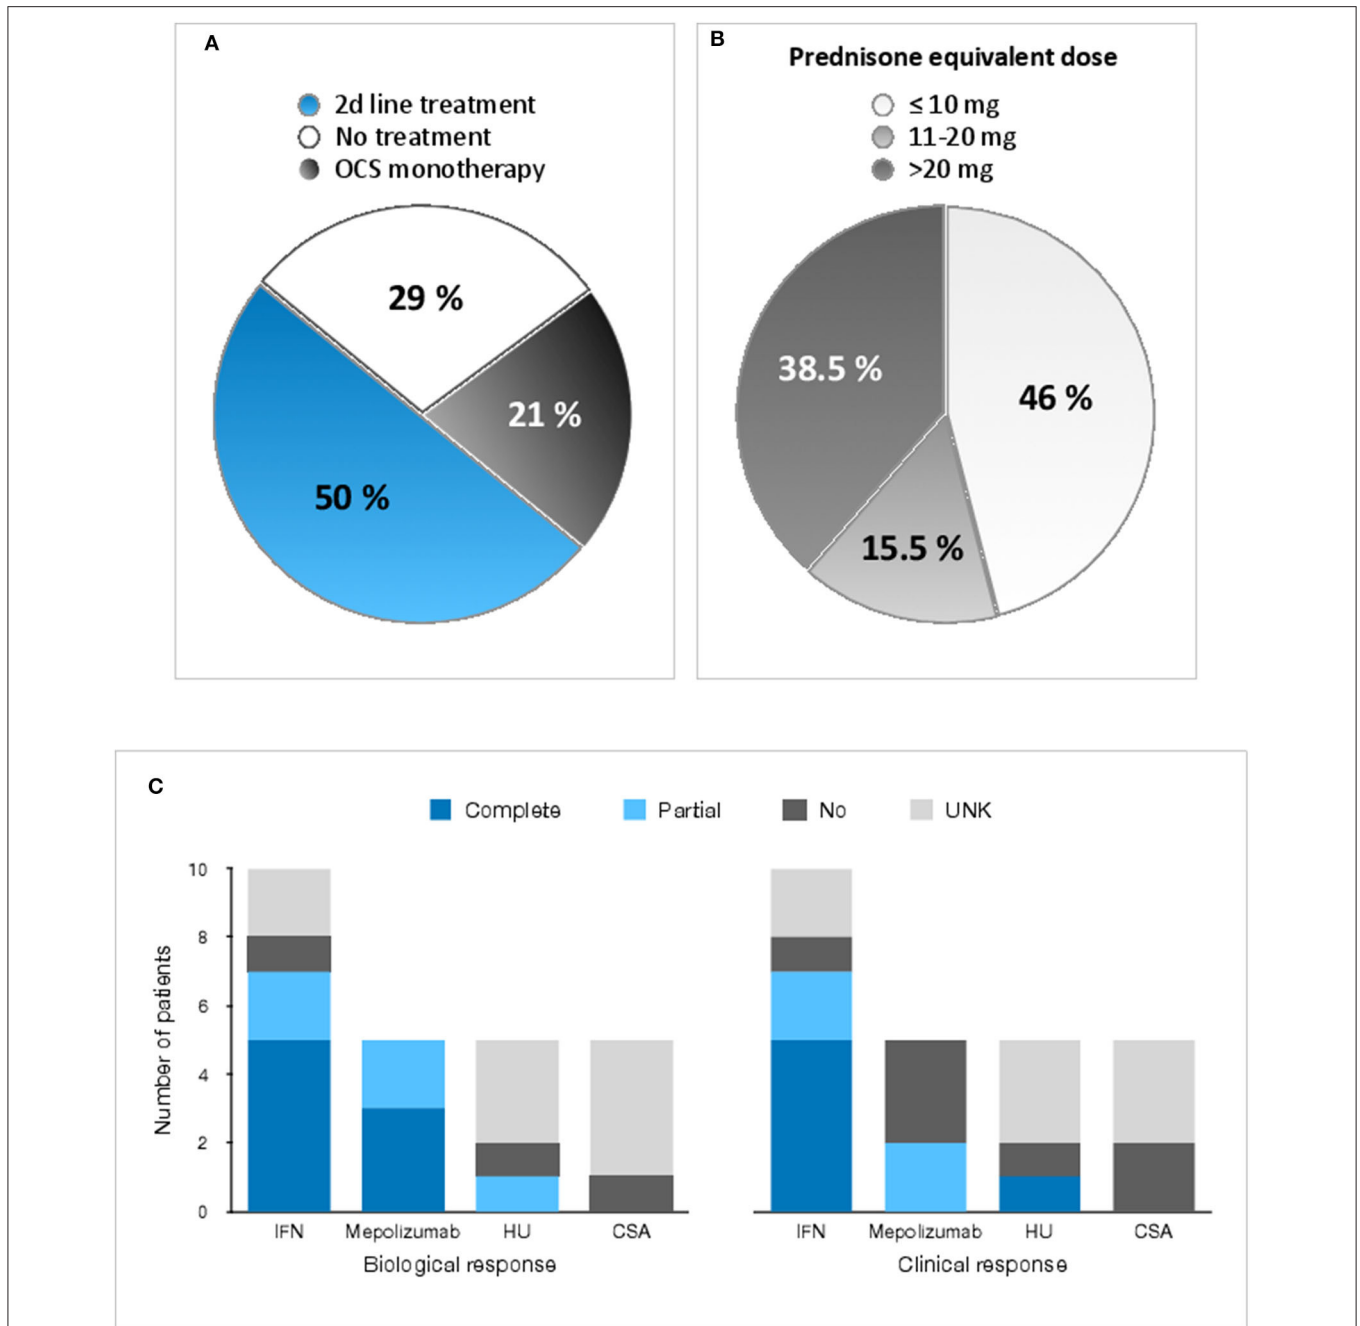 A
2d line treatment
No treatment
OCS monotherapy
29 %
21 %
50 %
B
Prednisone equivalent dose
≤ 10 mg
11-20 mg
>20 mg
38.5 %
46 %
15.5 %
C
Complete Partial No UNK
Number of patients
10
8
6
4
2
0
IFN Mepolizumab HU CSA
Biological response
IFN Mepolizumab HU CSA
Clinical response